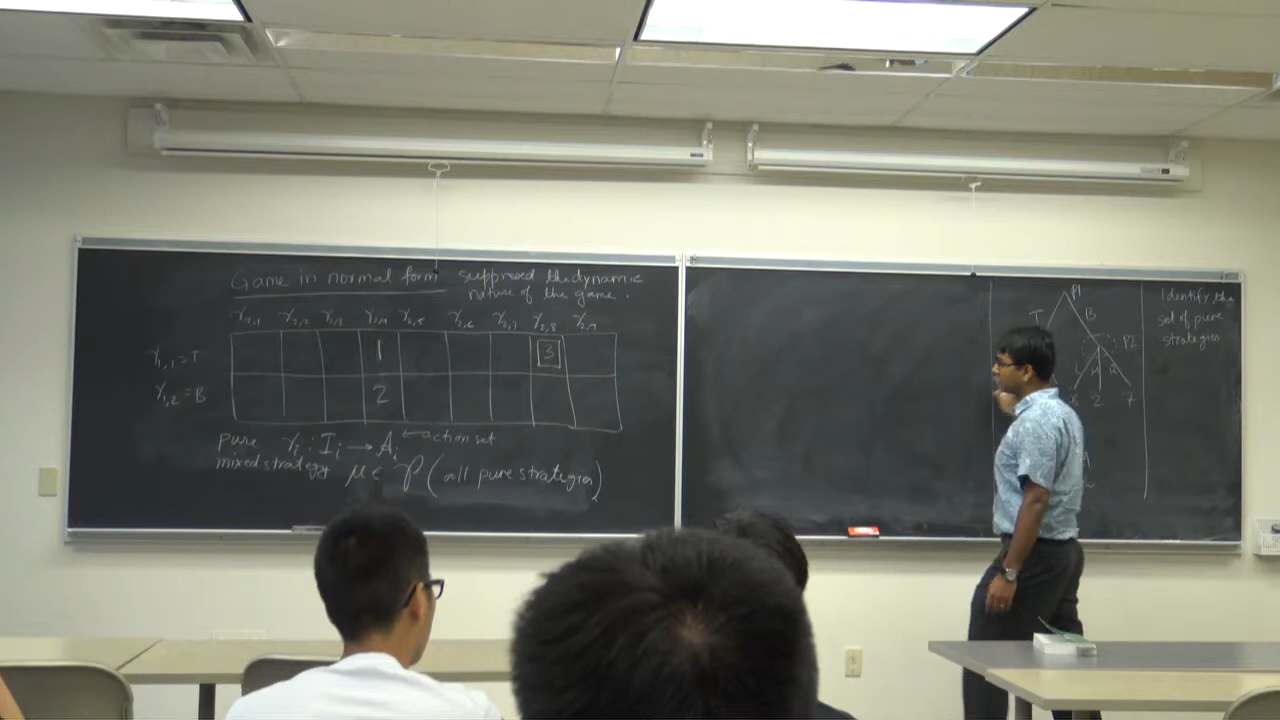 Game in normal form suppresed the dynamic
nature of the game.
γ2,1 γ2,2 γ2,3 γ2,4 γ2,5 γ2,6 γ2,7 γ2,8 γ2,9
γ1,1 = T 1 3
γ1,2 = B 2
pure γi : Ii → Ai ← action set
mixed strategy μ ∈ P (all pure strategies)
P1
T B
P2
L M R
2 7
Identify the
set of pure
strategies